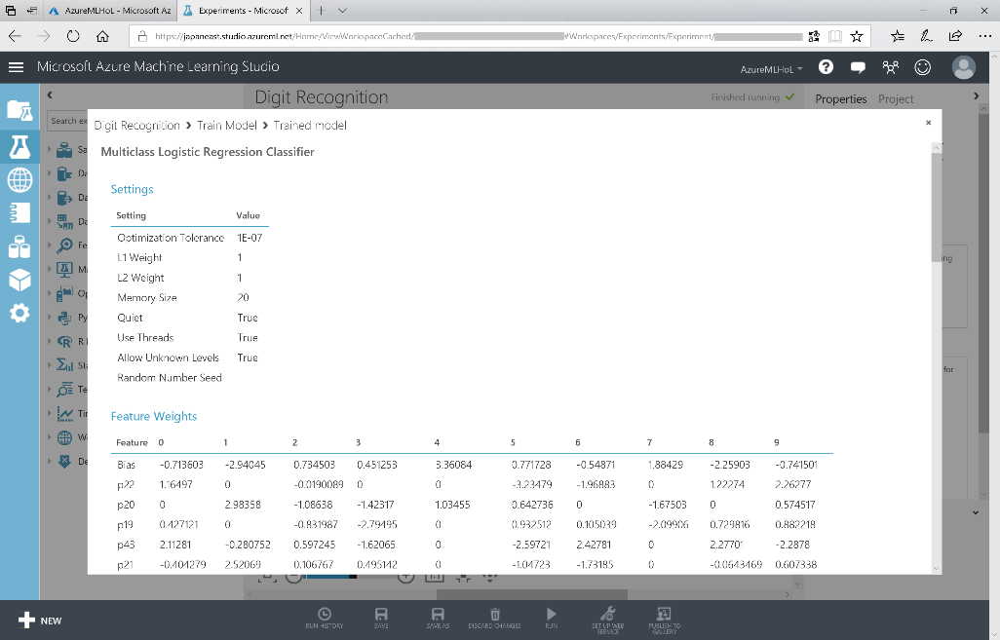 AzureMLHoL - Microsoft Az
Experiments - Microsof
https://japaneast.studio.azureml.net/Home/ViewWorkspaceCached/
#Workspaces/Experiments/Experiment/
Microsoft Azure Machine Learning Studio
AzureMLHoL
Digit Recognition
Finished running
Properties Project
Search ex
Digit Recognition > Train Model > Trained model
Multiclass Logistic Regression Classifier
Settings
Setting Value
Optimization Tolerance 1E-07
L1 Weight 1
L2 Weight 1
Memory Size 20
Quiet True
Use Threads True
Allow Unknown Levels True
Random Number Seed
Feature Weights
Feature 0 1 2 3 4 5 6 7 8 9
Bias -0.713603 -2.94045 0.734503 0.451253 3.36084 0.771728 -0.54871 1.88429 -2.25903 -0.741501
p22 1.16497 0 -0.0190089 0 0 -3.23479 -1.96883 0 1.22274 2.26277
p20 0 2.98358 -1.08638 -1.42317 1.03455 0.642736 0 -1.67503 0 0.574517
p19 0.427121 0 -0.831987 -2.79495 0 0.932512 0.105039 -2.09906 0.729816 0.882218
p43 2.11281 -0.280752 0.597245 -1.62065 0 -2.59721 2.42781 0 2.27701 -2.2878
p21 -0.404279 2.52069 0.106767 0.495142 0 -1.04723 -1.73185 0 -0.0643469 0.607338
Sa
Da
Da
Da
Fe
M
Op
Py
R
Sta
Te
Tir
W
De
ng
for
NEW
RUN HISTORY
SAVE
SAVE AS
DISCARD CHANGES
RUN
SET UP WEB
SERVICE
PUBLISH TO
GALLERY